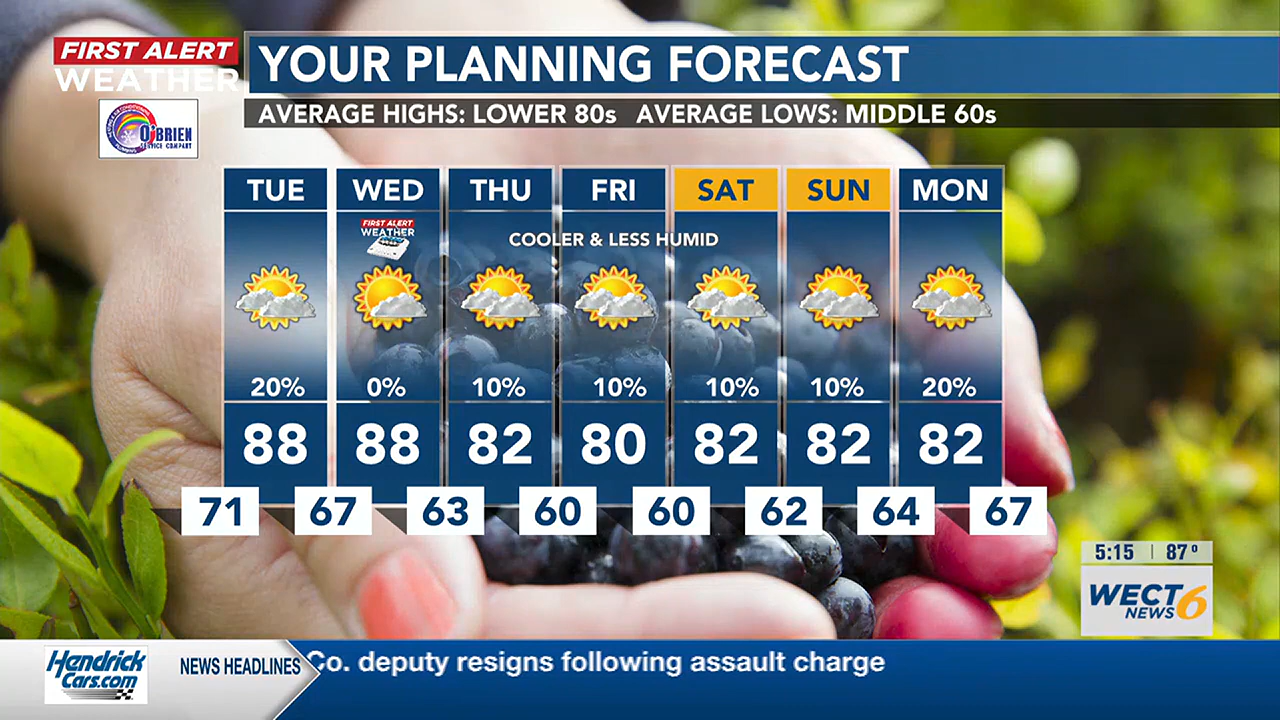 FIRST ALERT
WEATHER
YOUR PLANNING FORECAST
AVERAGE HIGHS: LOWER 80s AVERAGE LOWS: MIDDLE 60s
O'BRIEN
SERVICE COMPANY
TUE WED THU FRI SAT SUN MON
FIRST ALERT
WEATHER
COOLER & LESS HUMID
20% 0% 10% 10% 10% 10% 20%
88 88 82 80 82 82 82
71 67 63 60 60 62 64 67
5:15 | 87°
WECT 6
NEWS
Hendrick
Cars.com
NEWS HEADLINES
Co. deputy resigns following assault charge